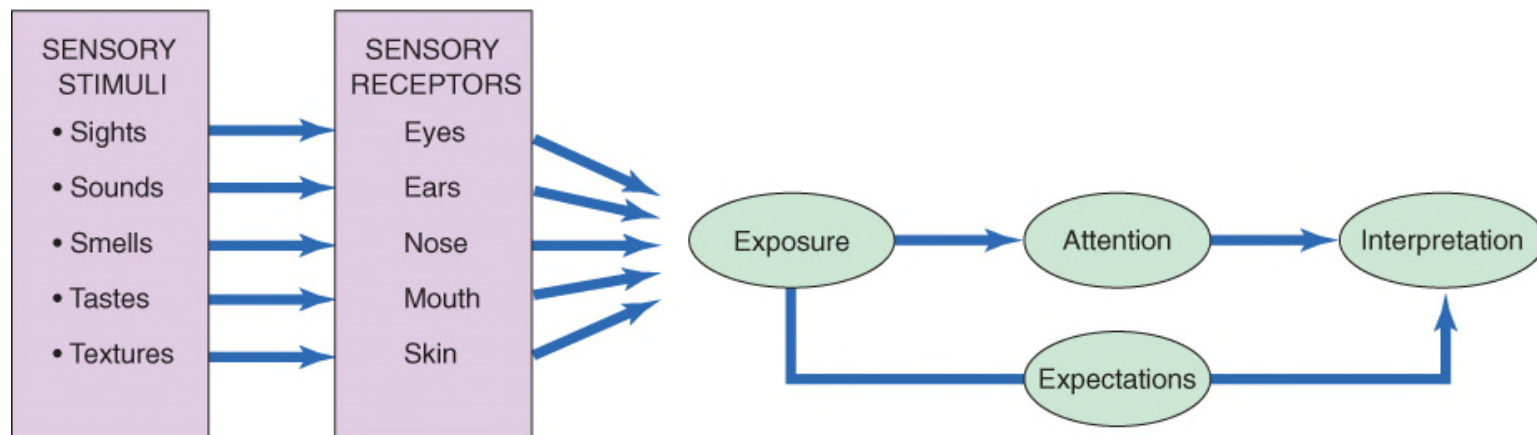 SENSORY
STIMULI
• Sights
• Sounds
• Smells
• Tastes
• Textures
SENSORY
RECEPTORS
Eyes
Ears
Nose
Mouth
Skin
Exposure
Attention
Interpretation
Expectations